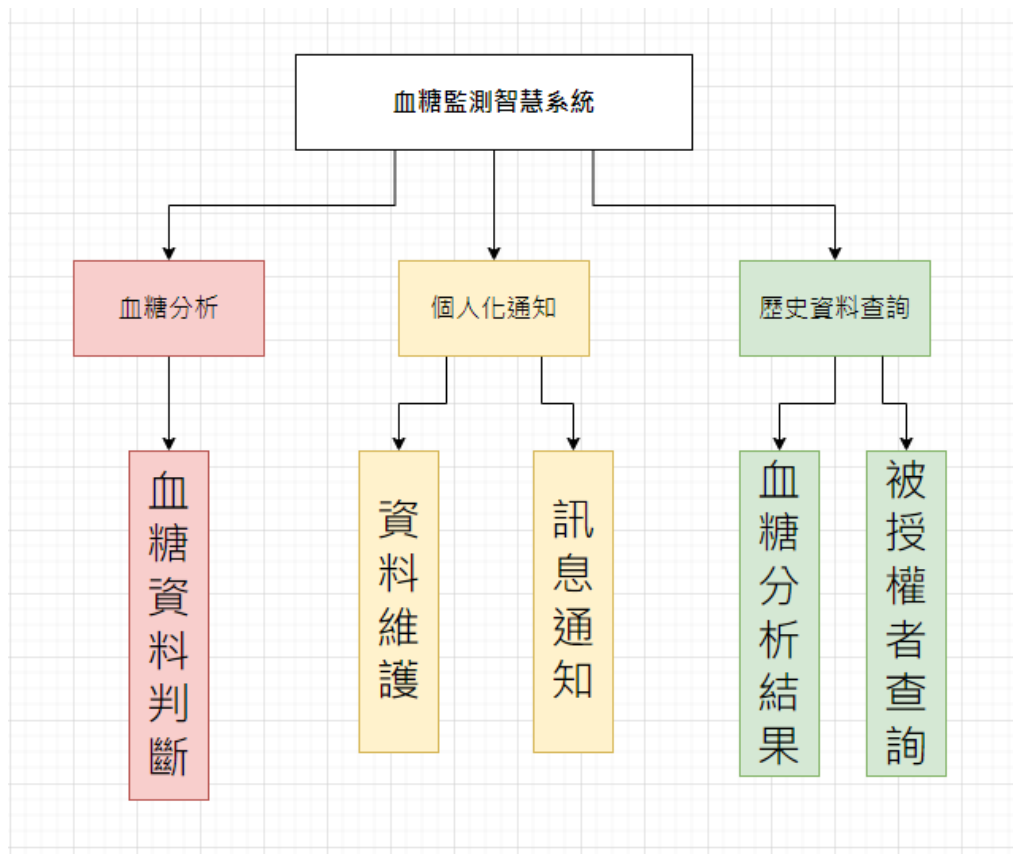 血糖監測智慧系統
血糖分析
個人化通知
歷史資料查詢
血糖資料判斷
資料維護
訊息通知
血糖分析結果
被授權者查詢